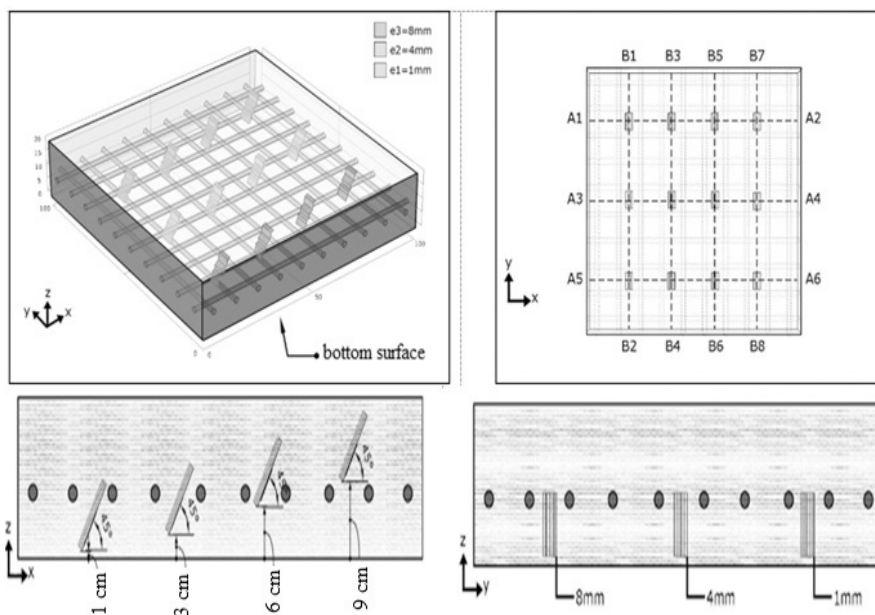 e3=8mm
e2=4mm
e1=1mm
20
15
10
5
0
100
100
50
0
0
z
y
x
bottom surface
B1 B3 B5 B7
A1 A2
A3 A4
A5 A6
B2 B4 B6 B8
y
x
45°
45°
45°
45°
z
x
1 cm
3 cm
6 cm
9 cm
z
y
8mm
4mm
1mm